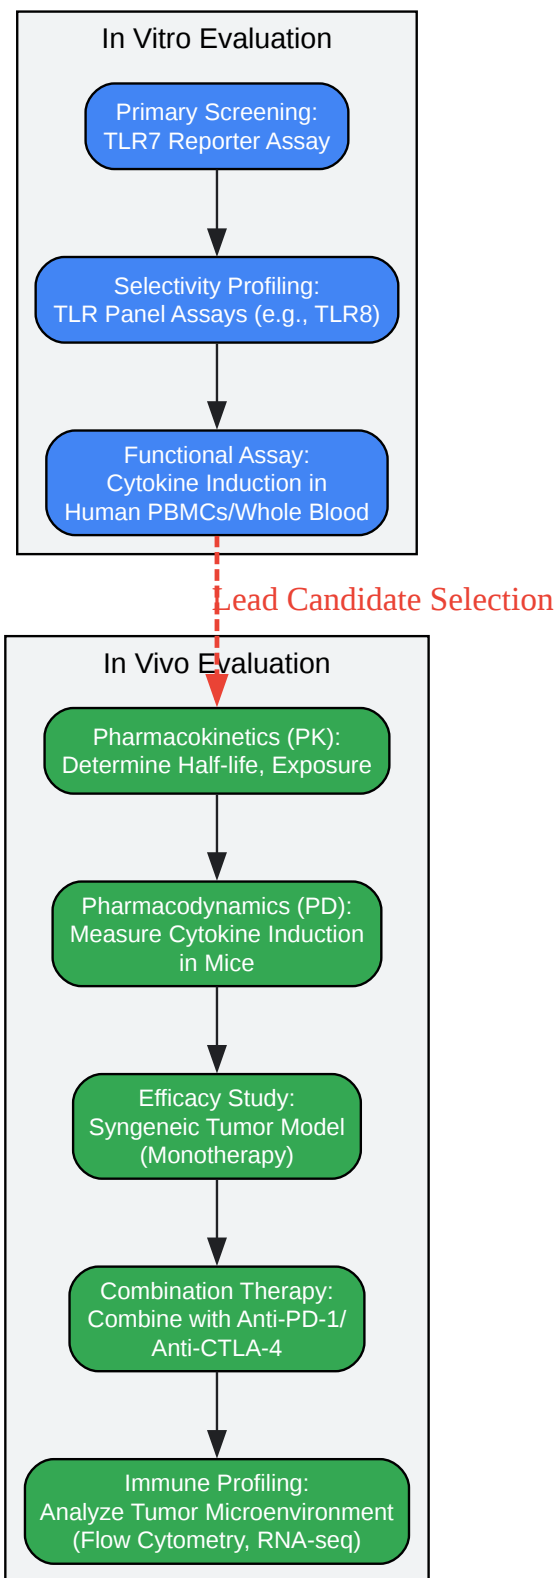 In Vitro Evaluation
Primary Screening:
TLR7 Reporter Assay
Selectivity Profiling:
TLR Panel Assays (e.g., TLR8)
Functional Assay:
Cytokine Induction in
Human PBMCs/Whole Blood
Lead Candidate Selection
In Vivo Evaluation
Pharmacokinetics (PK):
Determine Half-life, Exposure
Pharmacodynamics (PD):
Measure Cytokine Induction
in Mice
Efficacy Study:
Syngeneic Tumor Model
(Monotherapy)
Combination Therapy:
Combine with Anti-PD-1/
Anti-CTLA-4
Immune Profiling:
Analyze Tumor Microenvironment
(Flow Cytometry, RNA-seq)